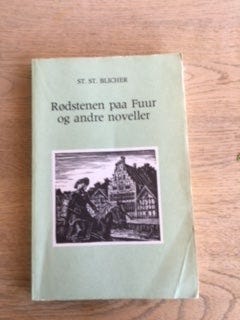 ST. ST. BLICHER
Rødstenen paa Fuur
og andre noveller